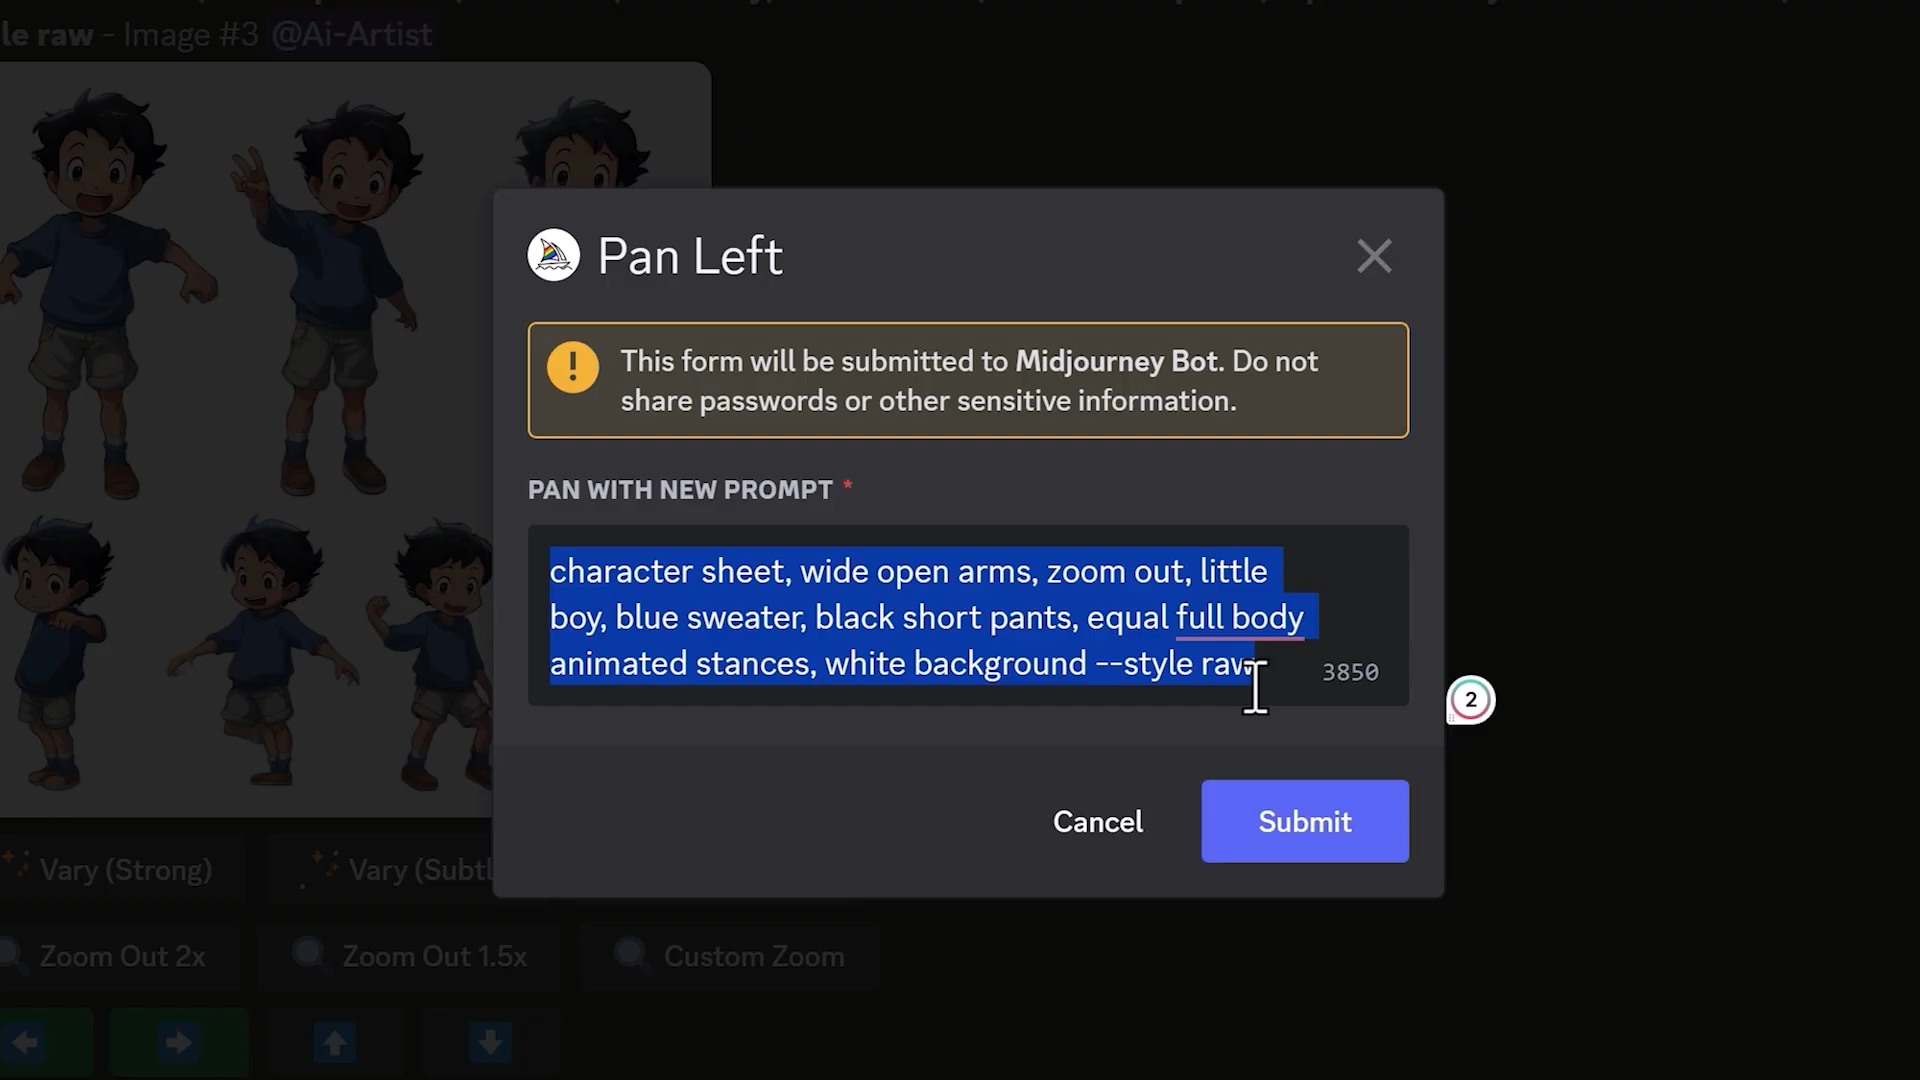 le raw - Image #3 @Ai-Artist
Pan Left
This form will be submitted to Midjourney Bot. Do not
share passwords or other sensitive information.
PAN WITH NEW PROMPT *
character sheet, wide open arms, zoom out, little
boy, blue sweater, black short pants, equal full body
animated stances, white background --style raw
3850
2
Cancel
Submit
Vary (Strong)
Vary (Subtl
Zoom Out 2x
Zoom Out 1.5x
Custom Zoom